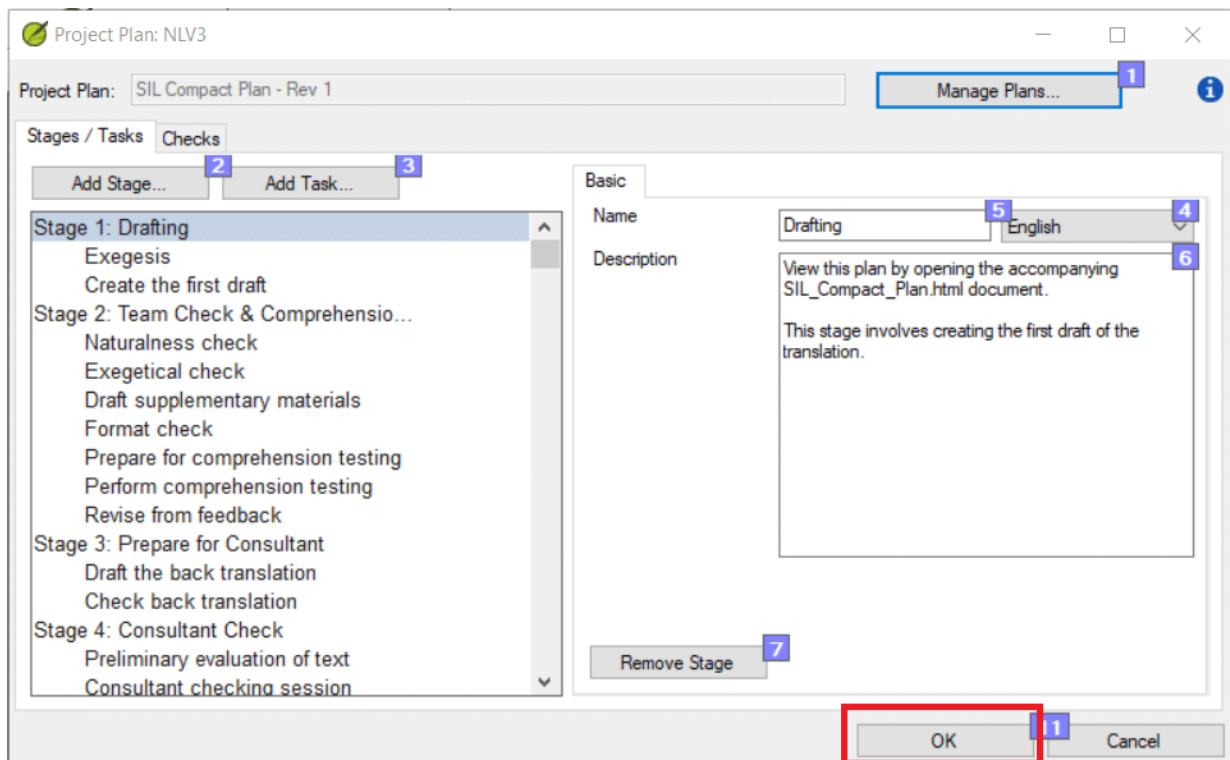 Project Plan: NLV3
Project Plan: SIL Compact Plan - Rev 1 Manage Plans... 1
Stages / Tasks Checks
Add Stage... 2 Add Task... 3
Stage 1: Drafting
Exegesis
Create the first draft
Stage 2: Team Check & Comprehensio...
Naturalness check
Exegetical check
Draft supplementary materials
Format check
Prepare for comprehension testing
Perform comprehension testing
Revise from feedback
Stage 3: Prepare for Consultant
Draft the back translation
Check back translation
Stage 4: Consultant Check
Preliminary evaluation of text
Consultant checking session
Basic
Name Drafting 5 English 4
Description 6
View this plan by opening the accompanying
SIL_Compact_Plan.html document.
This stage involves creating the first draft of the
translation.
Remove Stage 7
OK 11 Cancel